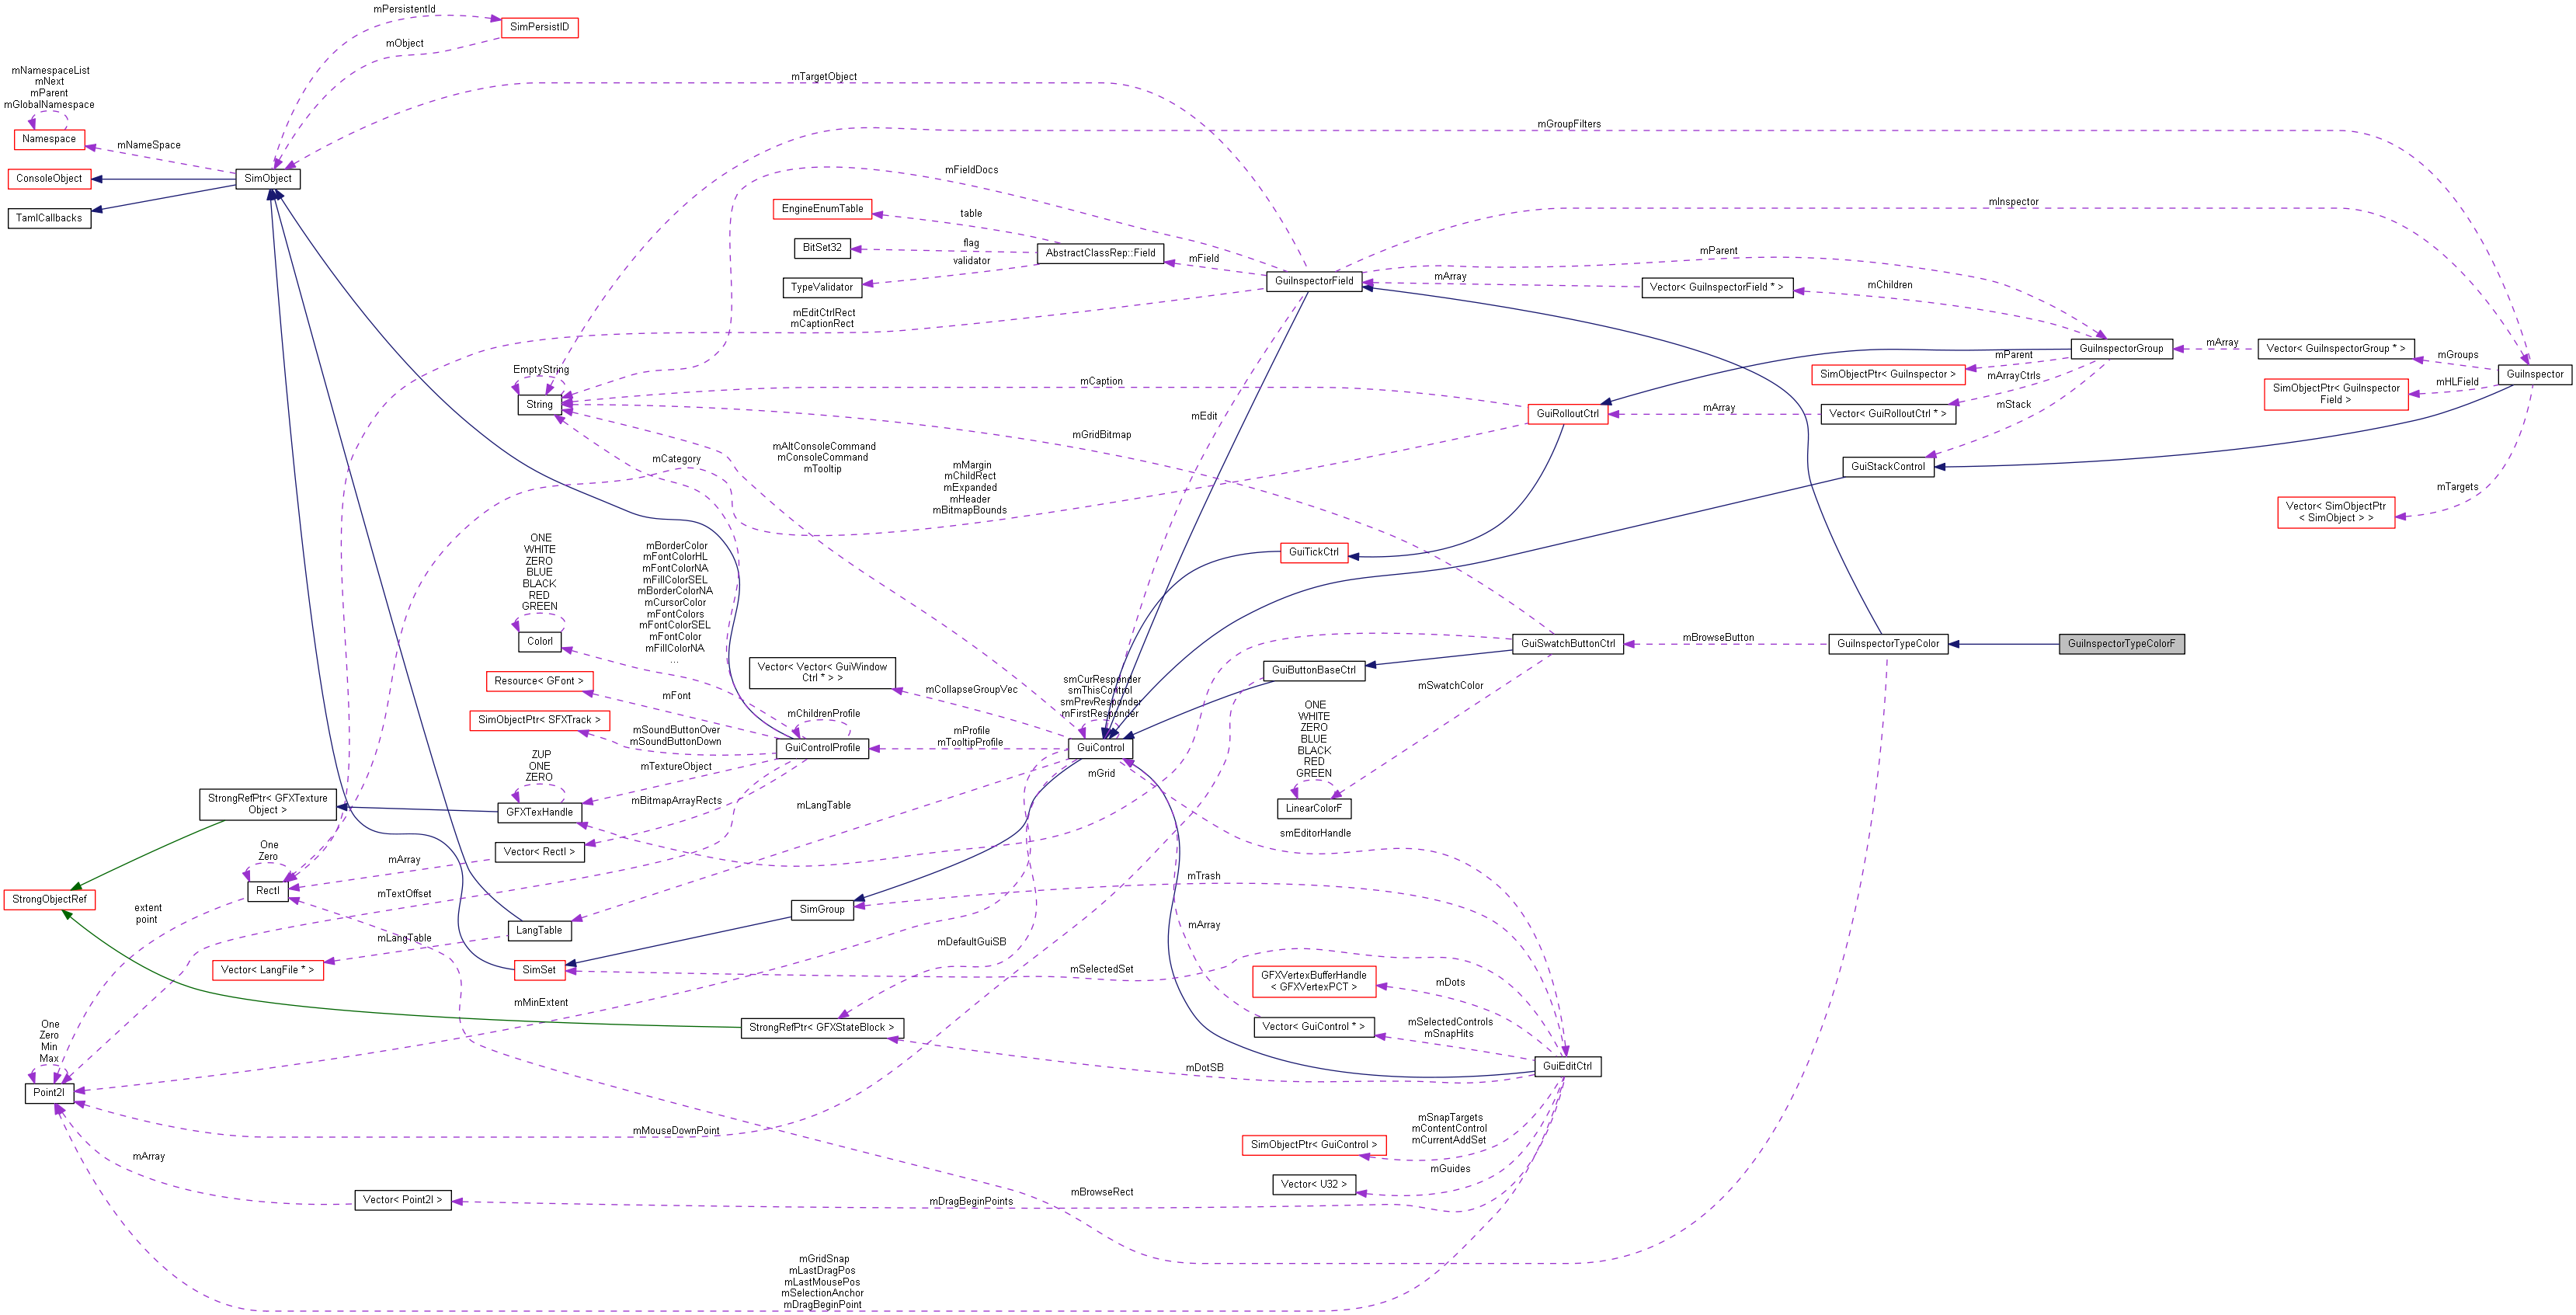 mPersistentId
SimPersistID
mObject
mNamespaceList
mNext
mParent
mGlobalNamespace
Namespace
mNameSpace
ConsoleObject
SimObject
TamlCallbacks
mTargetObject
mGroupFilters
mFieldDocs
EngineEnumTable
table
BitSet32
flag
AbstractClassRep::Field
validator
TypeValidator
mField
GuiInspectorField
mInspector
mParent
mArray
Vector< GuiInspectorField * >
mChildren
mEditCtrlRect
mCaptionRect
GuiInspectorGroup
mArray
Vector< GuiInspectorGroup * >
mGroups
GuiInspector
mParent
SimObjectPtr< GuiInspector >
mArrayCtrls
mHLField
SimObjectPtr< GuiInspector
Field >
EmptyString
String
mCaption
GuiRolloutCtrl
mArray
Vector< GuiRolloutCtrl * >
mStack
mEdit
mGridBitmap
mAltConsoleCommand
mConsoleCommand
mTooltip
mCategory
mMargin
mChildRect
mExpanded
mHeader
mBitmapBounds
GuiStackControl
mTargets
Vector< SimObjectPtr
< SimObject > >
ONE
WHITE
ZERO
BLUE
BLACK
RED
GREEN
ColorI
mBorderColor
mFontColorHL
mFontColorNA
mFillColorSEL
mBorderColorNA
mCursorColor
mFontColors
mFontColorSEL
mFontColor
mFillColorNA
...
GuiTickCtrl
Vector< Vector< GuiWindow
Ctrl * > >
mCollapseGroupVec
GuiSwatchButtonCtrl
mBrowseButton
GuiInspectorTypeColor
GuiInspectorTypeColorF
GuiButtonBaseCtrl
Resource< GFont >
mFont
smCurResponder
smThisControl
smPrevResponder
mFirstResponder
mSwatchColor
SimObjectPtr< SFXTrack >
mSoundButtonOver
mSoundButtonDown
mChildrenProfile
GuiControlProfile
mProfile
mTooltipProfile
GuiControl
ONE
WHITE
ZERO
BLUE
BLACK
RED
GREEN
LinearColorF
ZUP
ONE
ZERO
GFXTexHandle
mTextureObject
mGrid
StrongRefPtr< GFXTexture
Object >
mBitmapArrayRects
mLangTable
smEditorHandle
One
Zero
RectI
mArray
Vector< RectI >
StrongObjectRef
mTextOffset
extent
point
mTrash
SimGroup
LangTable
mLangTable
mDefaultGuiSB
mArray
Vector< LangFile * >
SimSet
mSelectedSet
GFXVertexBufferHandle
< GFXVertexPCT >
mDots
mMinExtent
StrongRefPtr< GFXStateBlock >
Vector< GuiControl * >
mSelectedControls
mSnapHits
One
Zero
Min
Max
Point2I
mDotSB
GuiEditCtrl
mMouseDownPoint
mSnapTargets
mContentControl
mCurrentAddSet
SimObjectPtr< GuiControl >
mArray
mGuides
Vector< U32 >
Vector< Point2I >
mDragBeginPoints
mBrowseRect
mGridSnap
mLastDragPos
mLastMousePos
mSelectionAnchor
mDragBeginPoint